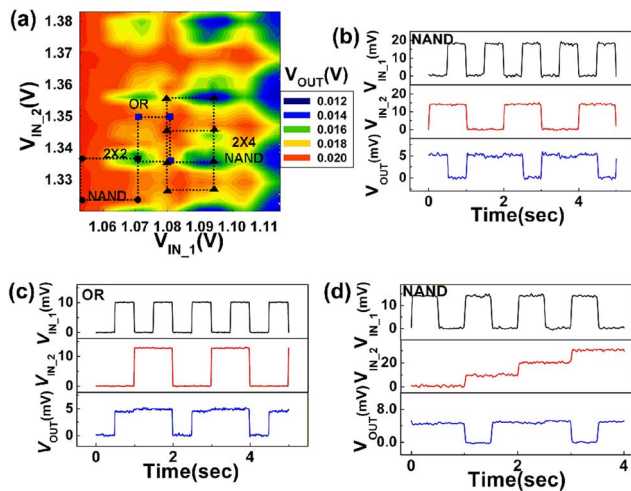 (a)
1.38
1.37
1.36
1.35
1.34
1.33
V_IN_2(V)
OR
2X2
NAND
2X4
NAND
1.06 1.07 1.08 1.09 1.10 1.11
V_IN_1(V)
V_OUT(V)
0.012
0.014
0.016
0.018
0.020
(b)
NAND
V_IN_1(mV)
20
10
0
V_IN_2(mV)
10
0
V_OUT(mV)
5
0
0 2 4
Time(sec)
(c)
OR
V_IN_1(mV)
10
0
V_IN_2(mV)
10
0
V_OUT(mV)
5
0
0 2 4
Time(sec)
(d)
NAND
V_IN_1(mV)
10
0
V_IN_2(mV)
30
20
10
0
V_OUT(mV)
8.0
0.0
0 2 4
Time(sec)